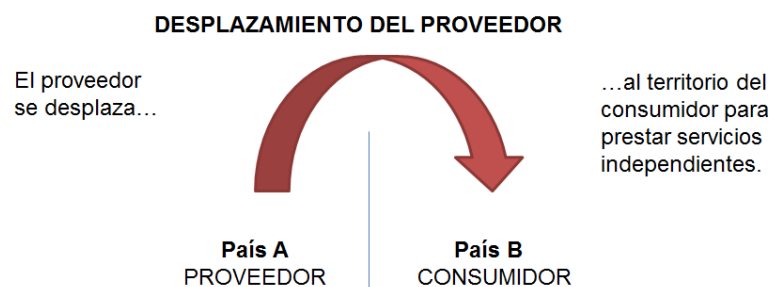 DESPLAZAMIENTO DEL PROVEEDOR
El proveedor
se desplaza…
…al territorio del
consumidor para
prestar servicios
independientes.
País A
PROVEEDOR
País B
CONSUMIDOR